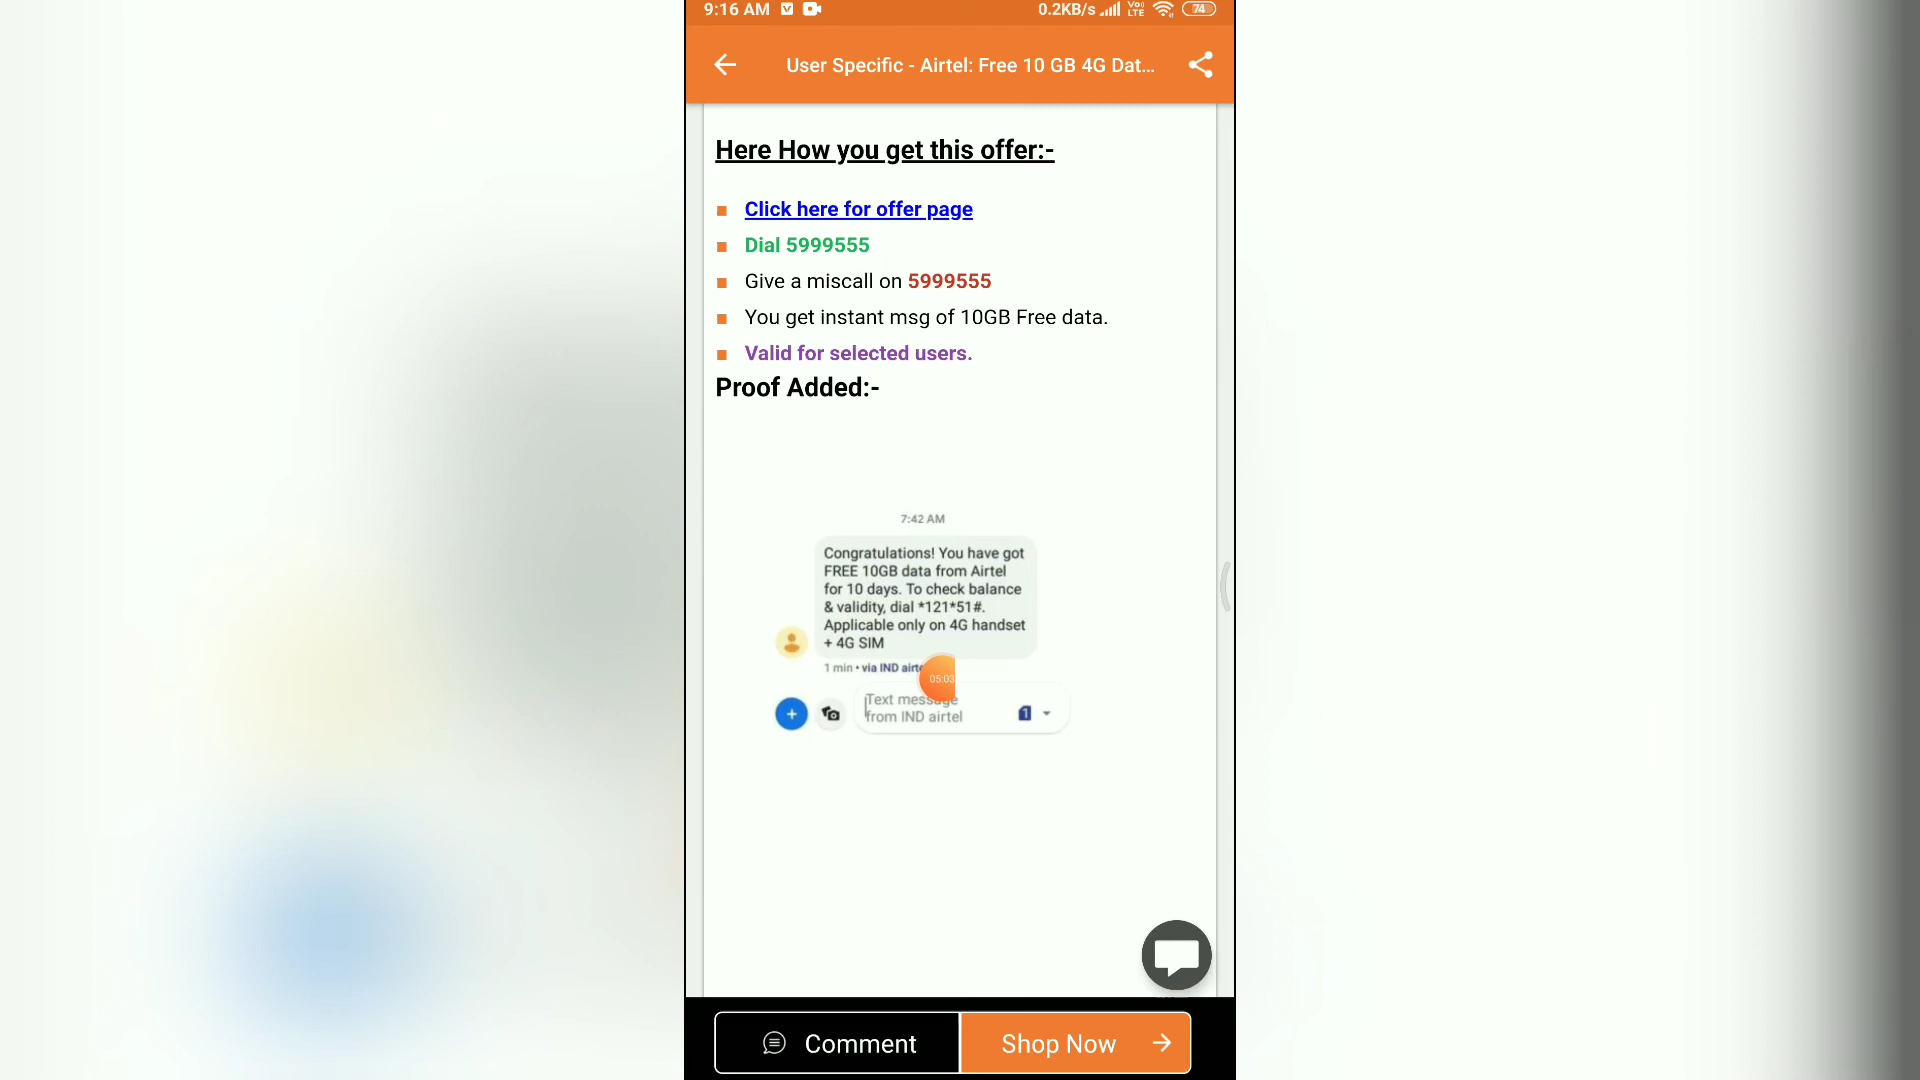 9:16 AM 0.2KB/s Vo) LTE 74
User Specific - Airtel: Free 10 GB 4G Dat...
Here How you get this offer:-
Click here for offer page
Dial 5999555
Give a miscall on 5999555
You get instant msg of 10GB Free data.
Valid for selected users.
Proof Added:-
7:42 AM
Congratulations! You have got
FREE 10GB data from Airtel
for 10 days. To check balance
& validity, dial *121*51#.
Applicable only on 4G handset
+ 4G SIM
1 min • via IND airte
05:03
Text message
from IND airtel 1
Comment
Shop Now